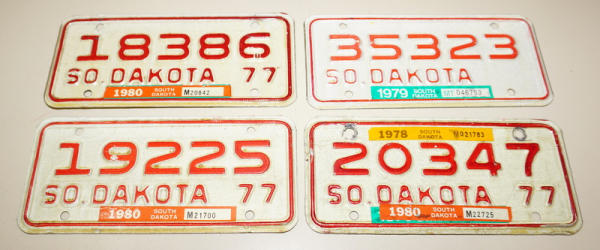 18386
SO. DAKOTA 77
1980 SOUTH DAKOTA M20842
35323
SO. DAKOTA
1979 SOUTH DAKOTA M1 046753
19225
SO. DAKOTA 77
1980 SOUTH DAKOTA M21700
1978 SOUTH DAKOTA M021783
20347
SO. DAKOTA 77
1980 SOUTH DAKOTA M22725